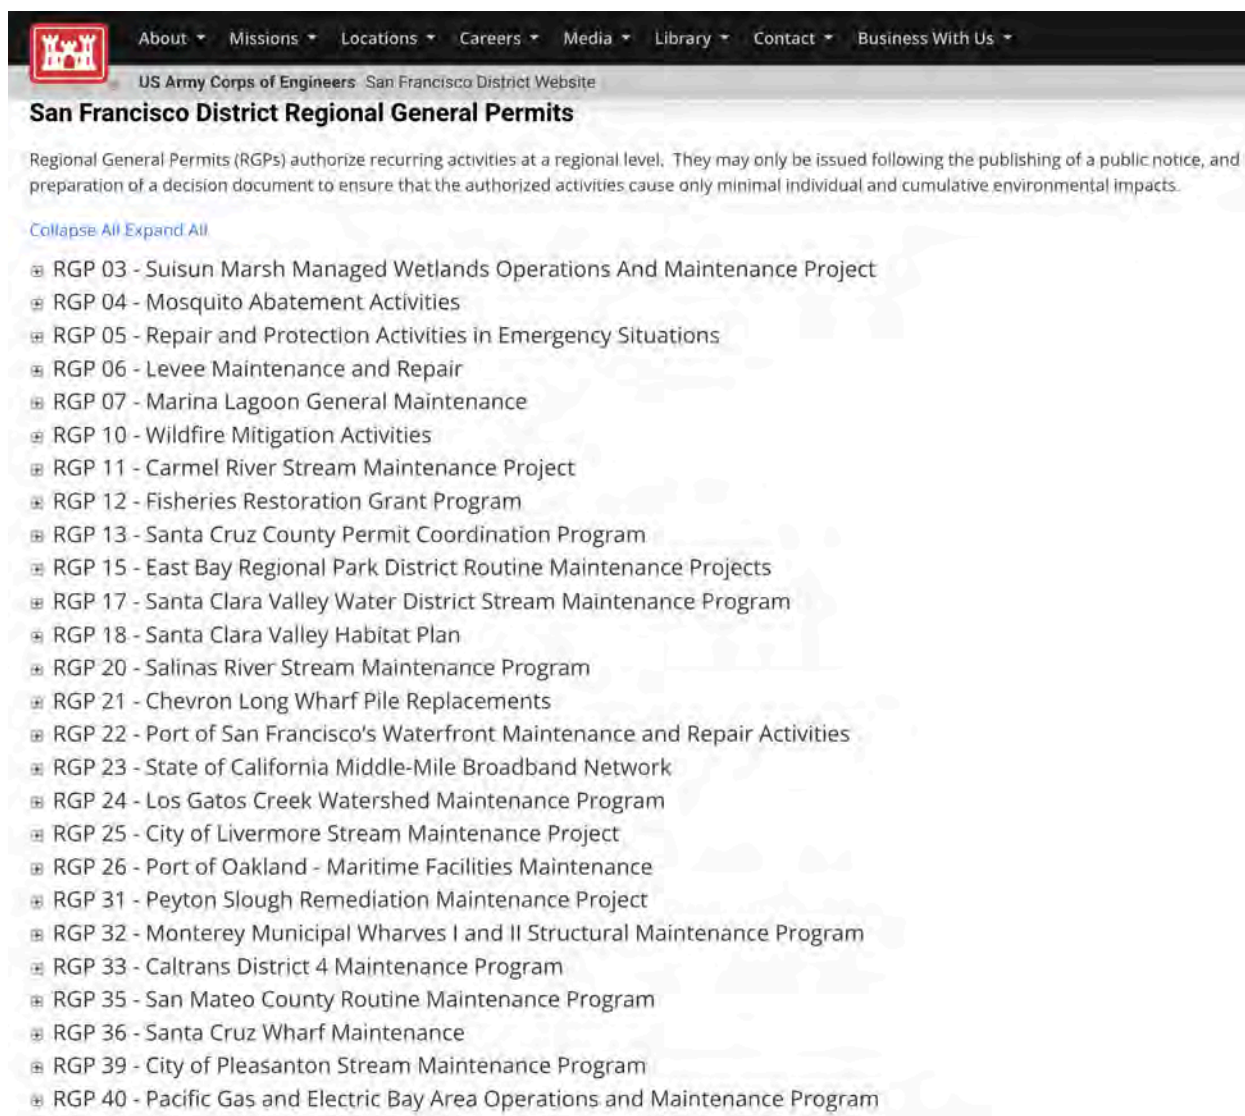 About Missions Locations Careers Media Library Contact Business With Us
US Army Corps of Engineers San Francisco District Website
San Francisco District Regional General Permits
Regional General Permits (RGPs) authorize recurring activities at a regional level. They may only be issued following the publishing of a public notice, and
preparation of a decision document to ensure that the authorized activities cause only minimal individual and cumulative environmental impacts.
Collapse All Expand All
RGP 03 - Suisun Marsh Managed Wetlands Operations And Maintenance Project
RGP 04 - Mosquito Abatement Activities
RGP 05 - Repair and Protection Activities in Emergency Situations
RGP 06 - Levee Maintenance and Repair
RGP 07 - Marina Lagoon General Maintenance
RGP 10 - Wildfire Mitigation Activities
RGP 11 - Carmel River Stream Maintenance Project
RGP 12 - Fisheries Restoration Grant Program
RGP 13 - Santa Cruz County Permit Coordination Program
RGP 15 - East Bay Regional Park District Routine Maintenance Projects
RGP 17 - Santa Clara Valley Water District Stream Maintenance Program
RGP 18 - Santa Clara Valley Habitat Plan
RGP 20 - Salinas River Stream Maintenance Program
RGP 21 - Chevron Long Wharf Pile Replacements
RGP 22 - Port of San Francisco's Waterfront Maintenance and Repair Activities
RGP 23 - State of California Middle-Mile Broadband Network
RGP 24 - Los Gatos Creek Watershed Maintenance Program
RGP 25 - City of Livermore Stream Maintenance Project
RGP 26 - Port of Oakland - Maritime Facilities Maintenance
RGP 31 - Peyton Slough Remediation Maintenance Project
RGP 32 - Monterey Municipal Wharves I and II Structural Maintenance Program
RGP 33 - Caltrans District 4 Maintenance Program
RGP 35 - San Mateo County Routine Maintenance Program
RGP 36 - Santa Cruz Wharf Maintenance
RGP 39 - City of Pleasanton Stream Maintenance Program
RGP 40 - Pacific Gas and Electric Bay Area Operations and Maintenance Program